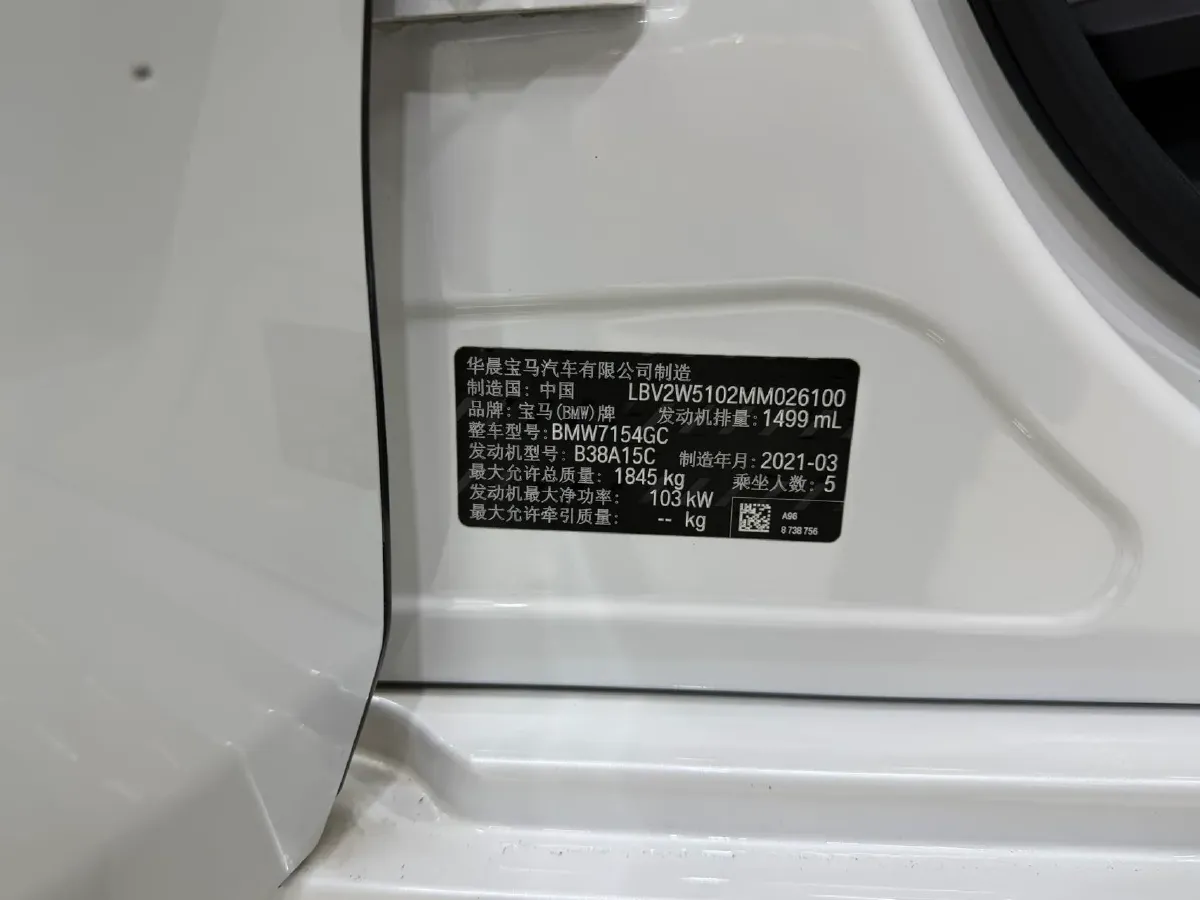 华晨宝马汽车有限公司制造
制造国：中国 LBV2W5102MM026100
品牌：宝马(BMW)牌 发动机排量：1499 mL
整车型号：BMW7154GC
发动机型号：B38A15C 制造年月：2021-03
最大允许总质量：1845 kg 乘坐人数：5
发动机最大净功率：103 kW
最大允许牵引质量：-- kg
A96
8 738 756